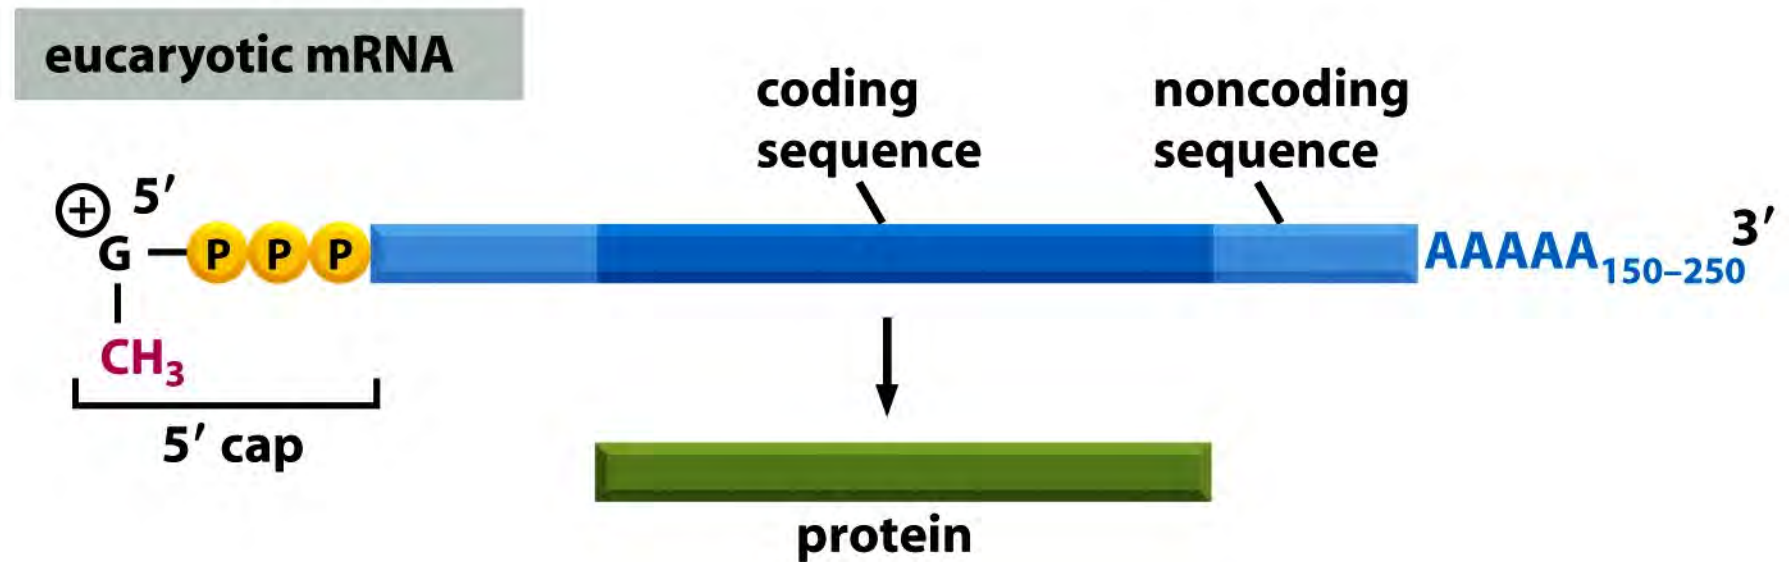 eucaryotic mRNA
coding
sequence
noncoding
sequence
+
5′
G
P P P
AAAAA150–250
3′
CH3
5′ cap
protein